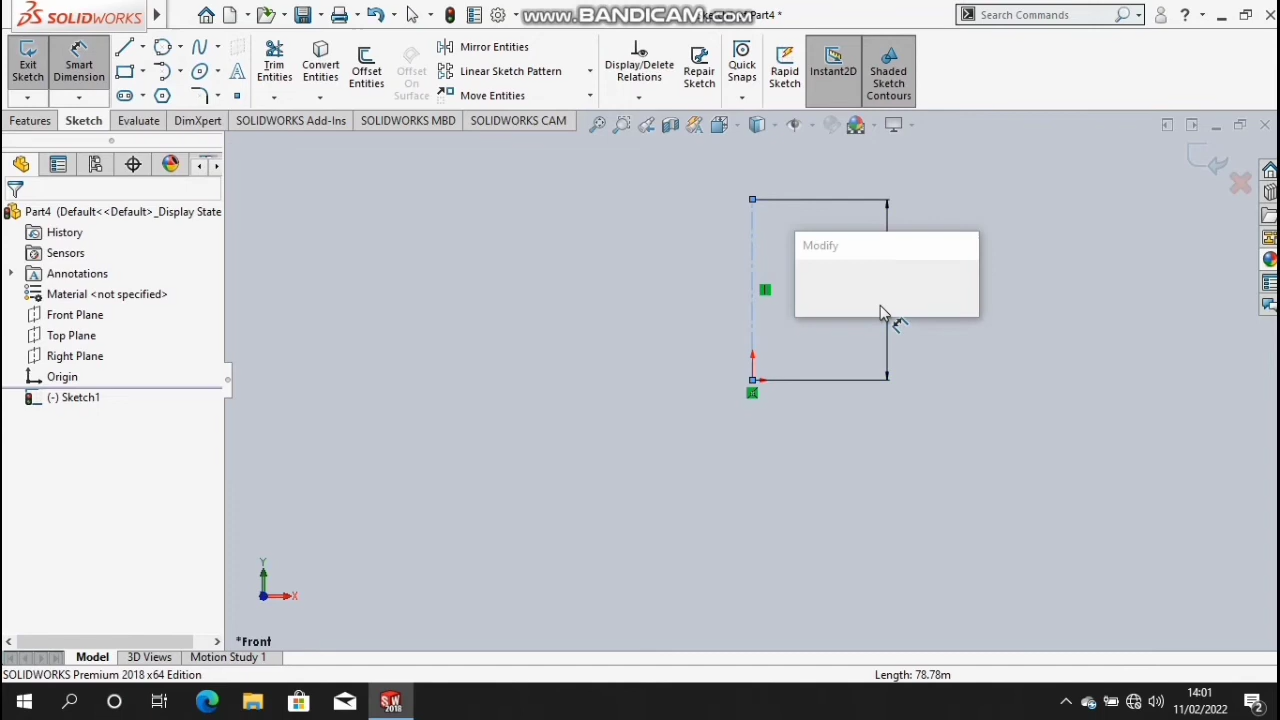 SOLIDWORKS
www.BANDICAM.com
Part4 *
Search Commands
?
Exit Sketch
Smart Dimension
Trim Entities
Convert Entities
Offset Entities
Offset On Surface
Mirror Entities
Linear Sketch Pattern
Move Entities
Display/Delete Relations
Repair Sketch
Quick Snaps
Rapid Sketch
Instant2D
Shaded Sketch Contours
Features
Sketch
Evaluate
DimXpert
SOLIDWORKS Add-Ins
SOLIDWORKS MBD
SOLIDWORKS CAM
Part4 (Default<<Default>_Display State
History
Sensors
Annotations
Material <not specified>
Front Plane
Top Plane
Right Plane
Origin
(-) Sketch1
Modify
Y
X
*Front
Model
3D Views
Motion Study 1
SOLIDWORKS Premium 2018 x64 Edition
Length: 78.78m
SW
2018
14:01
11/02/2022
2